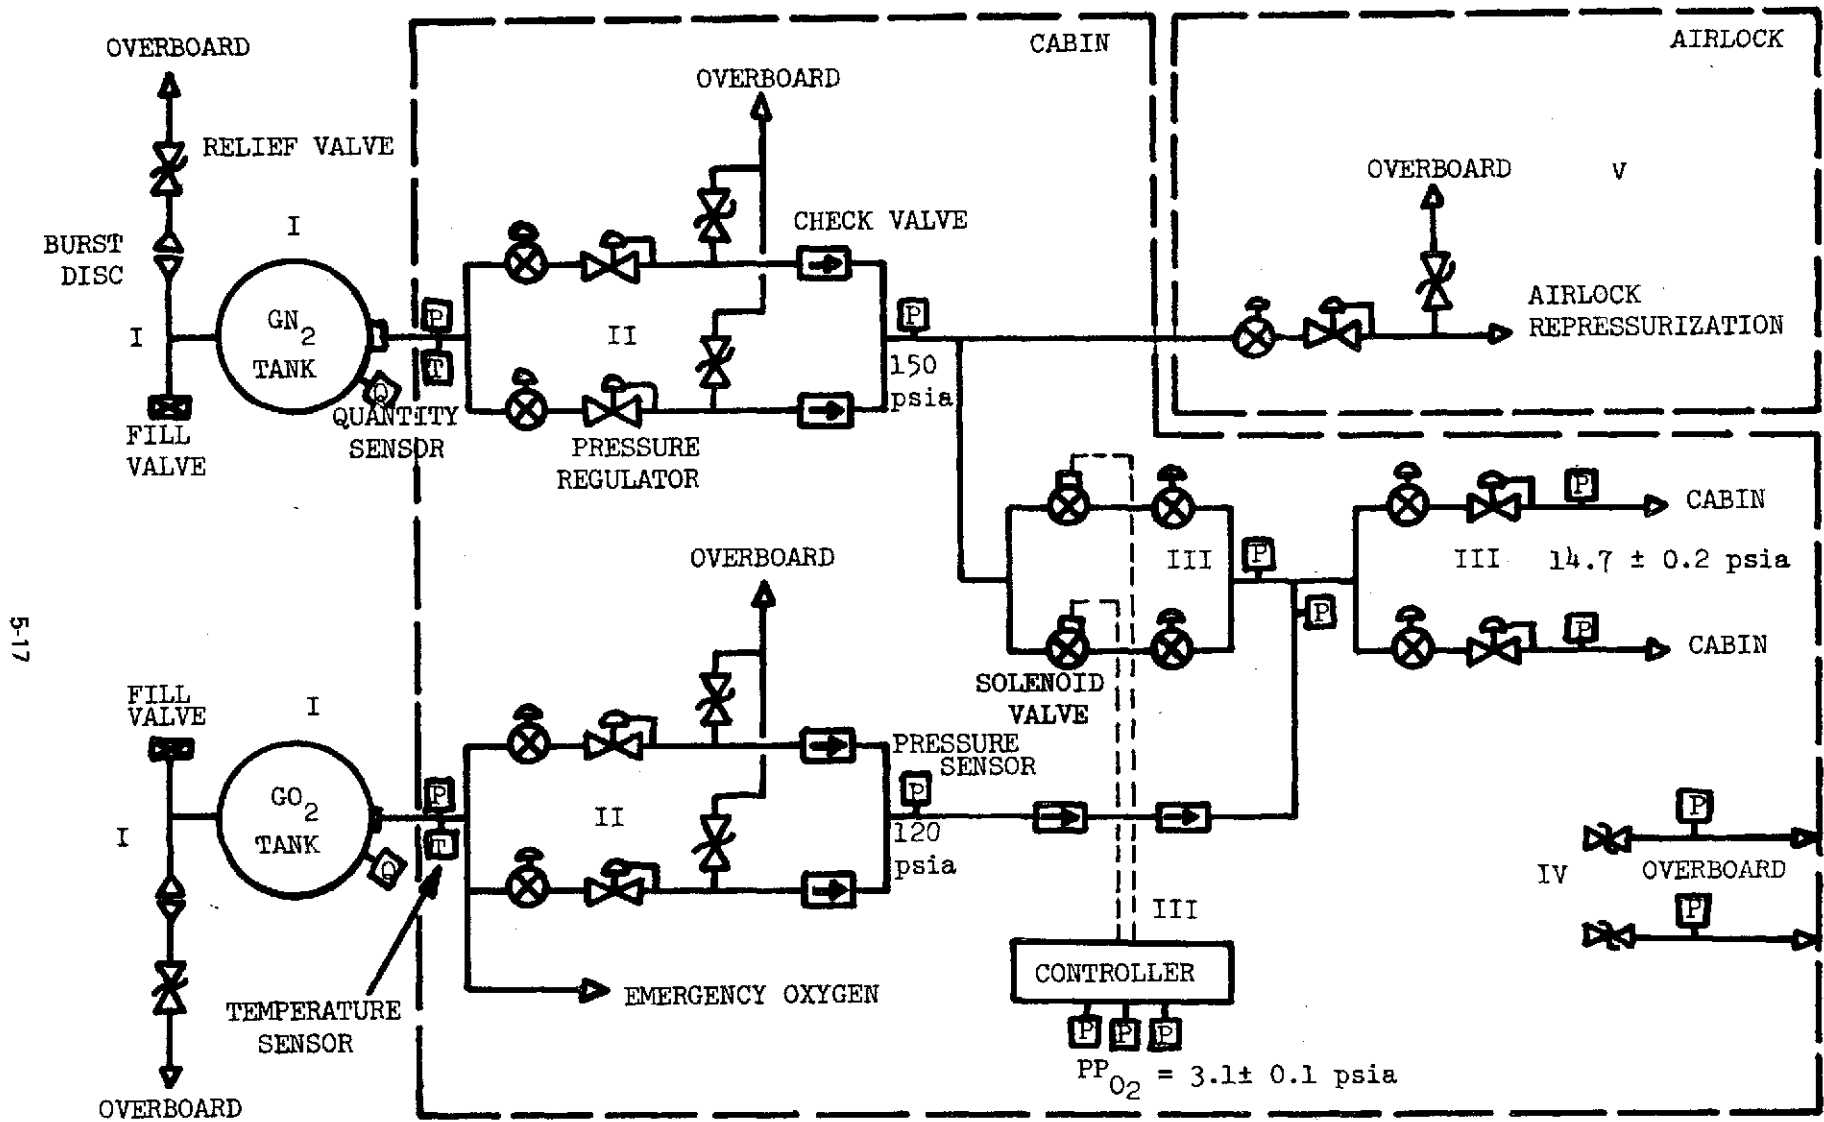 OVERBOARD
CABIN
AIRLOCK
OVERBOARD
RELIEF VALVE
OVERBOARD
V
I
CHECK VALVE
BURST
DISC
GN2
TANK
I
P
T
Q
II
P
150
psia
AIRLOCK
REPRESSURIZATION
QUANTITY
SENSOR
FILL
VALVE
PRESSURE
REGULATOR
P
CABIN
OVERBOARD
III
P
III
14.7 ± 0.2 psia
P
P
CABIN
5-17
SOLENOID
VALVE
FILL
VALVE
I
PRESSURE
SENSOR
GO2
TANK
P
T
Q
I
II
P
120
psia
P
IV
OVERBOARD
P
III
CONTROLLER
EMERGENCY OXYGEN
TEMPERATURE
SENSOR
P
P
P
PPO2 = 3.1± 0.1 psia
OVERBOARD